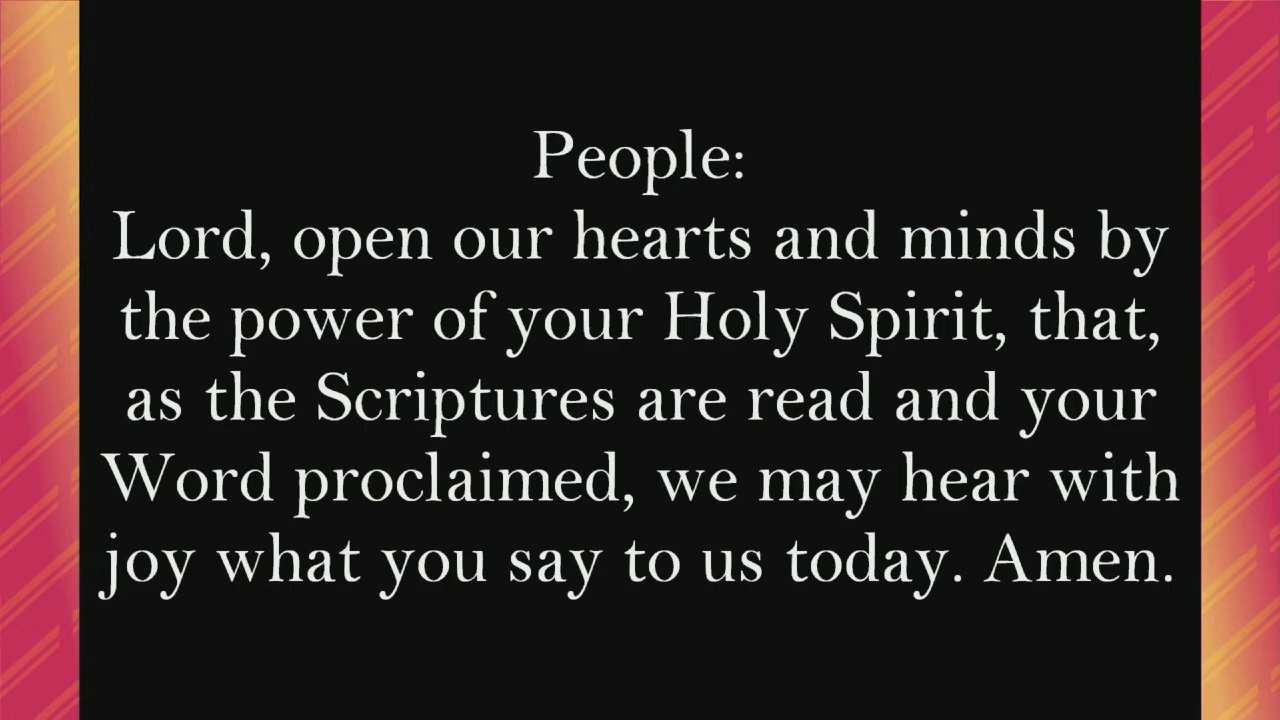 People:
Lord, open our hearts and minds by
the power of your Holy Spirit, that,
as the Scriptures are read and your
Word proclaimed, we may hear with
joy what you say to us today. Amen.